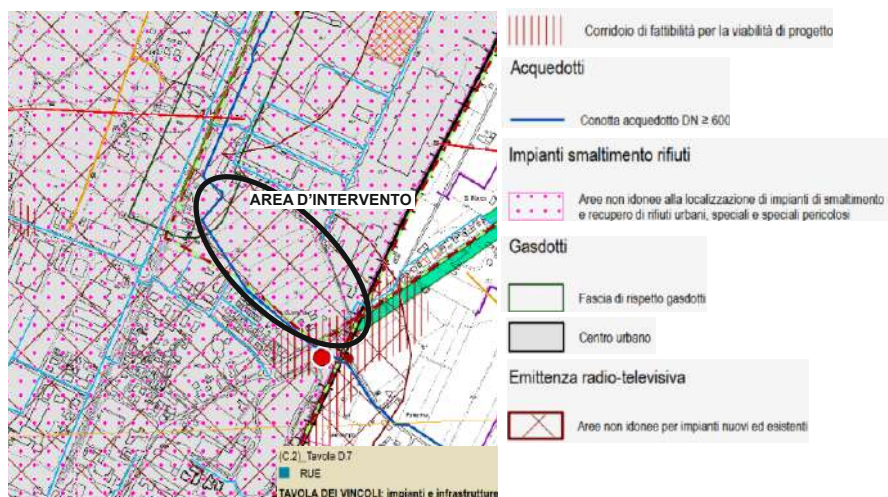 AREA D'INTERVENTO
(C.2)_Tavola D.7
RUE
TAVOLA DEI VINCOLI: impianti e infrastrutture
Corridoio di fattibilità per la viabilità di progetto
Acquedotti
Conotta acquedotto DN ≥ 600
Impianti smaltimento rifiuti
Aree non idonee alla localizzazione di impianti di smaltimento
e recupero di rifiuti urbani, speciali e speciali pericolosi
Gasdotti
Fascia di rispetto gasdotti
Centro urbano
Emittenza radio-televisiva
Aree non idonee per impianti nuovi ed esistenti